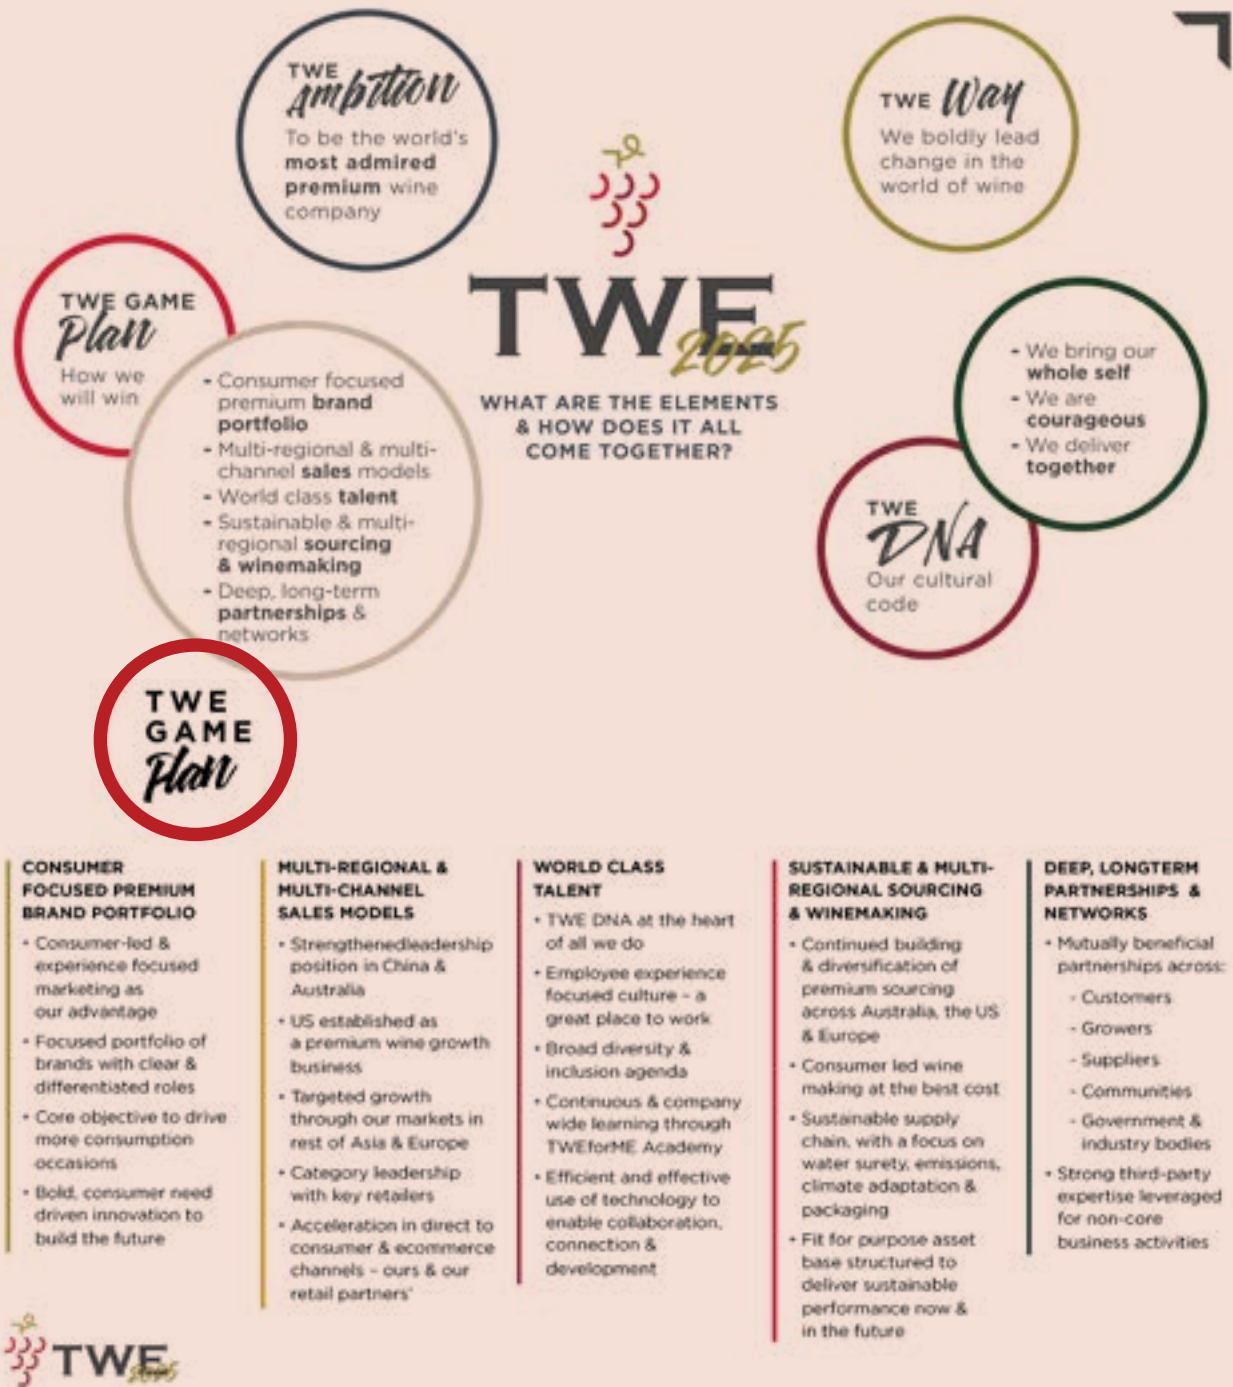 TWE
Ambition
To be the world's
most admired
premium wine
company
TWE Way
We boldly lead
change in the
world of wine
TWE GAME
Plan
How we
will win
- Consumer focused
premium brand
portfolio
- Multi-regional & multi-
channel sales models
- World class talent
- Sustainable & multi-
regional sourcing
& winemaking
- Deep, long-term
partnerships &
networks
TWE
2025
WHAT ARE THE ELEMENTS
& HOW DOES IT ALL
COME TOGETHER?
- We bring our
whole self
- We are
courageous
- We deliver
together
TWE
DNA
Our cultural
code
TWE
GAME
Plan
CONSUMER
FOCUSED PREMIUM
BRAND PORTFOLIO
• Consumer-led &
experience focused
marketing as
our advantage
• Focused portfolio of
brands with clear &
differentiated roles
• Core objective to drive
more consumption
occasions
• Bold, consumer need
driven innovation to
build the future
MULTI-REGIONAL &
MULTI-CHANNEL
SALES MODELS
• Strengthenedleadership
position in China &
Australia
• US established as
a premium wine growth
business
• Targeted growth
through our markets in
rest of Asia & Europe
• Category leadership
with key retailers
• Acceleration in direct to
consumer & ecommerce
channels – ours & our
retail partners'
WORLD CLASS
TALENT
• TWE DNA at the heart
of all we do
• Employee experience
focused culture – a
great place to work
• Broad diversity &
inclusion agenda
• Continuous & company
wide learning through
TWEforME Academy
• Efficient and effective
use of technology to
enable collaboration,
connection &
development
SUSTAINABLE & MULTI-
REGIONAL SOURCING
& WINEMAKING
• Continued building
& diversification of
premium sourcing
across Australia, the US
& Europe
• Consumer led wine
making at the best cost
• Sustainable supply
chain, with a focus on
water surety, emissions,
climate adaptation &
packaging
• Fit for purpose asset
base structured to
deliver sustainable
performance now &
in the future
DEEP, LONGTERM
PARTNERSHIPS &
NETWORKS
• Mutually beneficial
partnerships across:
- Customers
- Growers
- Suppliers
- Communities
- Government &
industry bodies
• Strong third-party
expertise leveraged
for non-core
business activities
TWE
2025